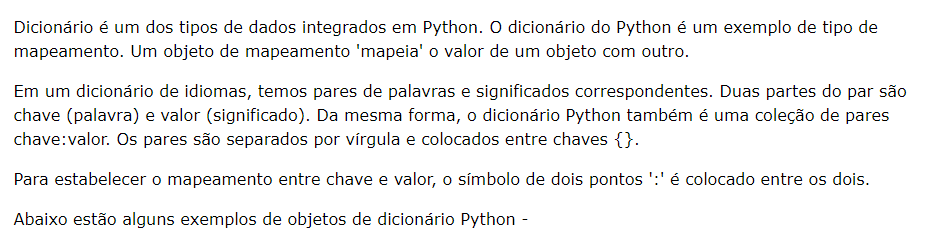 Dicionário é um dos tipos de dados integrados em Python. O dicionário do Python é um exemplo de tipo de
mapeamento. Um objeto de mapeamento 'mapeia' o valor de um objeto com outro.
Em um dicionário de idiomas, temos pares de palavras e significados correspondentes. Duas partes do par são
chave (palavra) e valor (significado). Da mesma forma, o dicionário Python também é uma coleção de pares
chave:valor. Os pares são separados por vírgula e colocados entre chaves {}.
Para estabelecer o mapeamento entre chave e valor, o símbolo de dois pontos ':' é colocado entre os dois.
Abaixo estão alguns exemplos de objetos de dicionário Python -